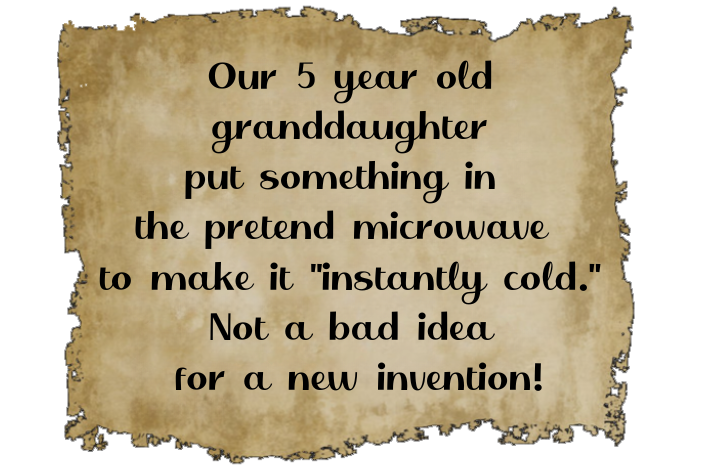 Our 5 year old
granddaughter
put something in
the pretend microwave
to make it "instantly cold."
Not a bad idea
for a new invention!